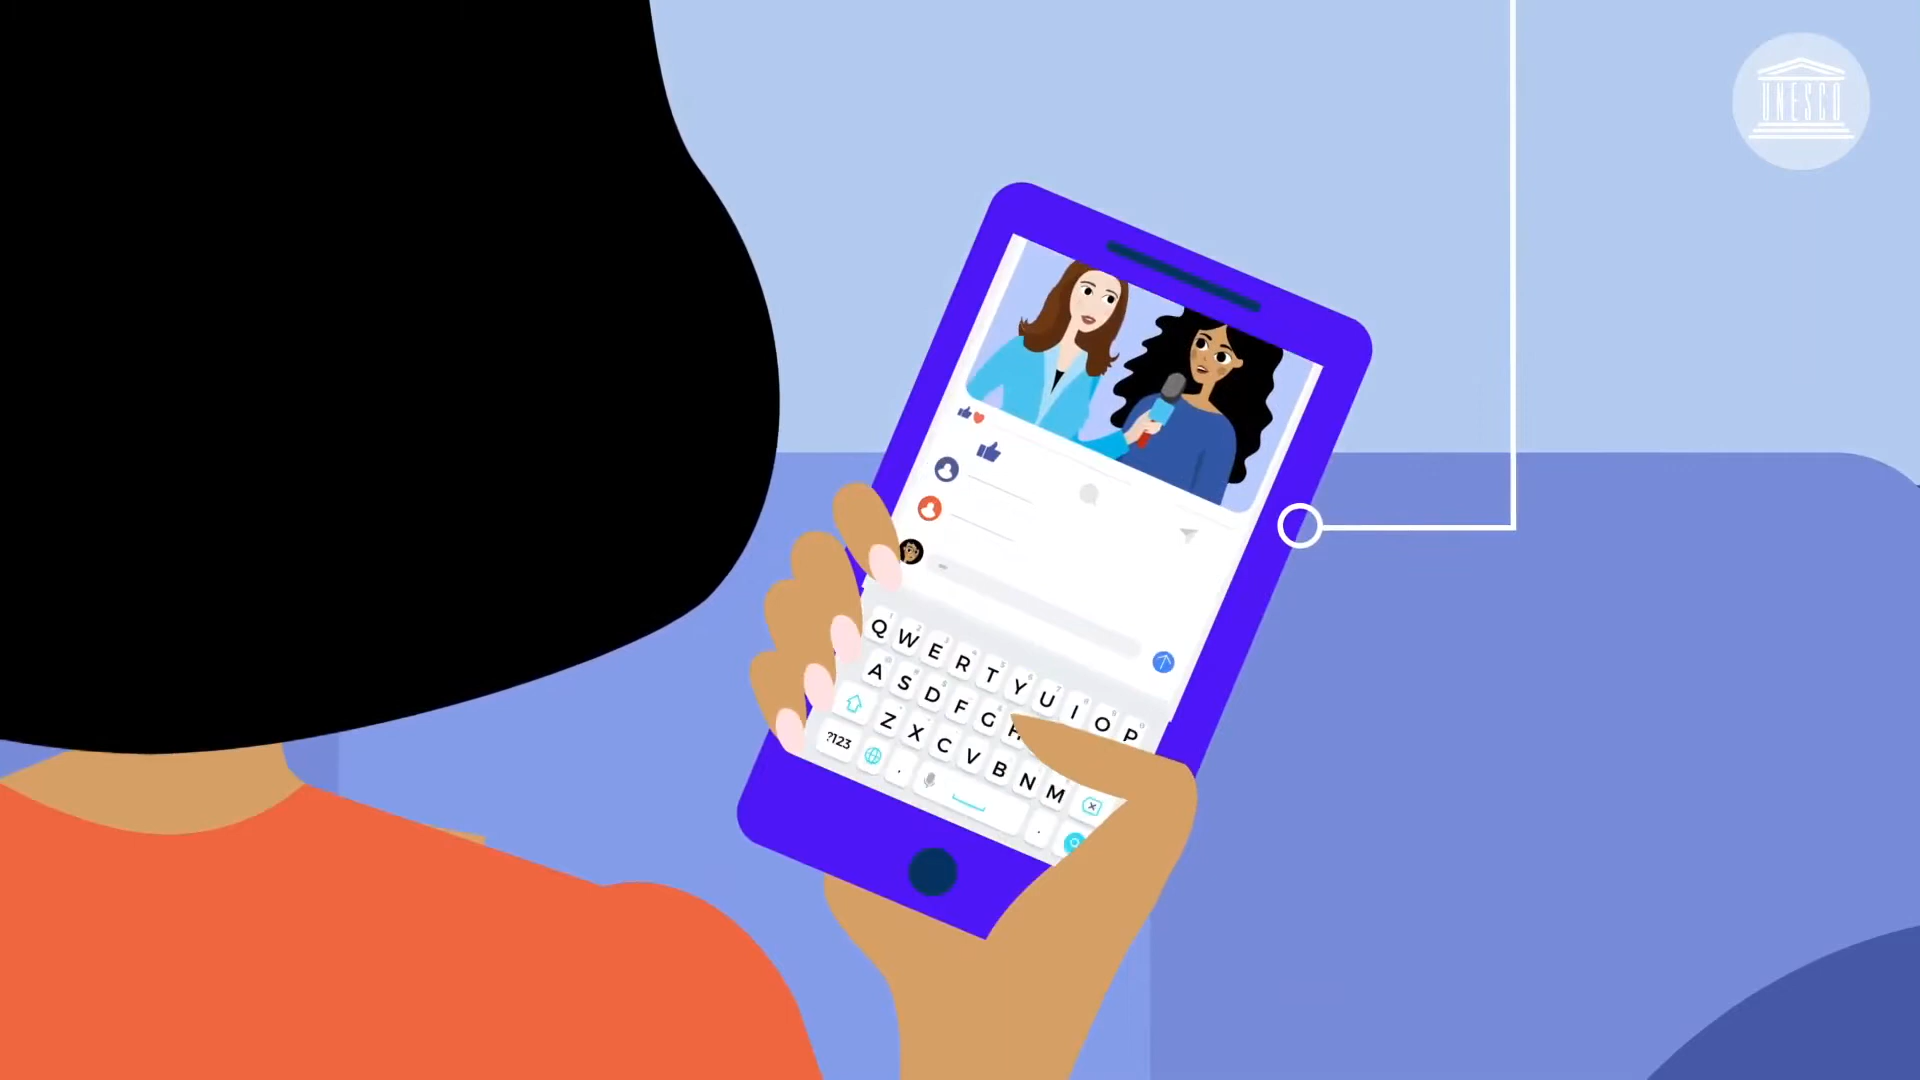 UNESCO
Q W E R T Y U I O P
A S D F G H
Z X C V B N M
?123 . .